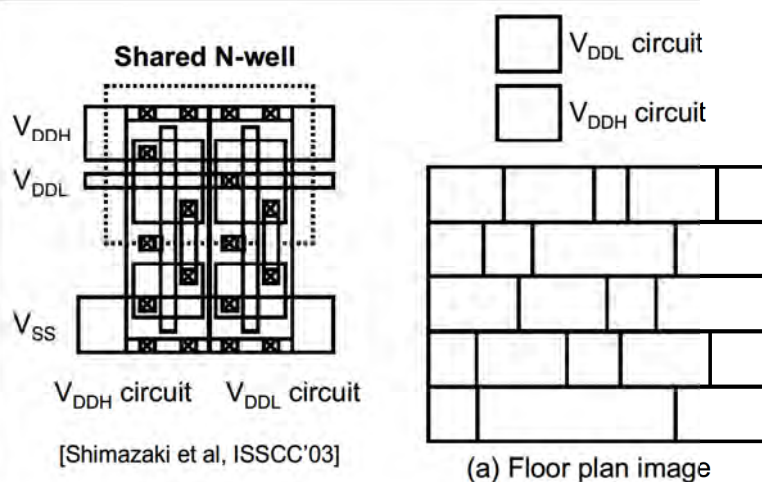 Shared N-well
V_DDH
V_DDL
V_SS
V_DDH circuit
V_DDL circuit
[Shimazaki et al, ISSCC'03]
V_DDL circuit
V_DDH circuit
(a) Floor plan image